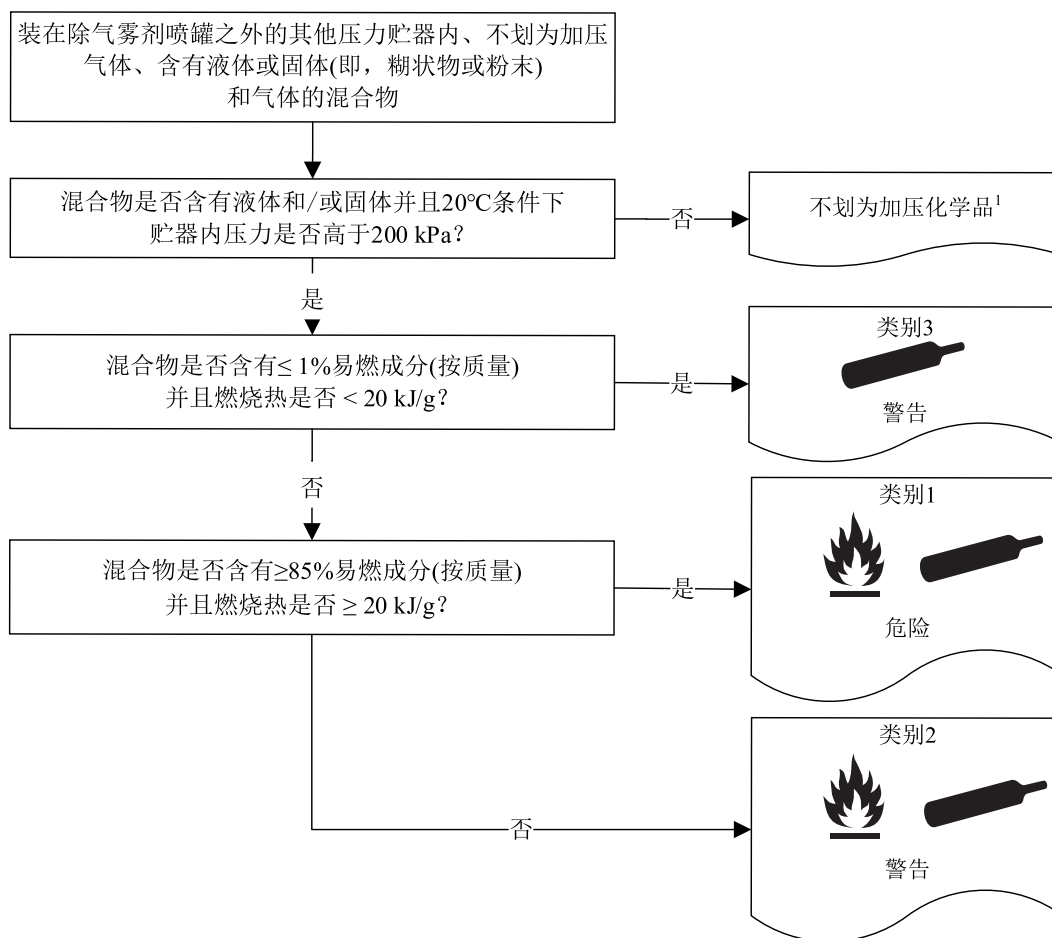 装在除气雾剂喷罐之外的其他压力贮器内、不划为加压
气体、含有液体或固体(即，糊状物或粉末)
和气体的混合物
混合物是否含有液体和/或固体并且20°C条件下
贮器内压力是否高于200 kPa？
否
不划为加压化学品¹
是
混合物是否含有≤ 1%易燃成分(按质量)
并且燃烧热是否 < 20 kJ/g？
是
类别3
警告
否
混合物是否含有≥85%易燃成分(按质量)
并且燃烧热是否 ≥ 20 kJ/g？
是
类别1
危险
否
类别2
警告